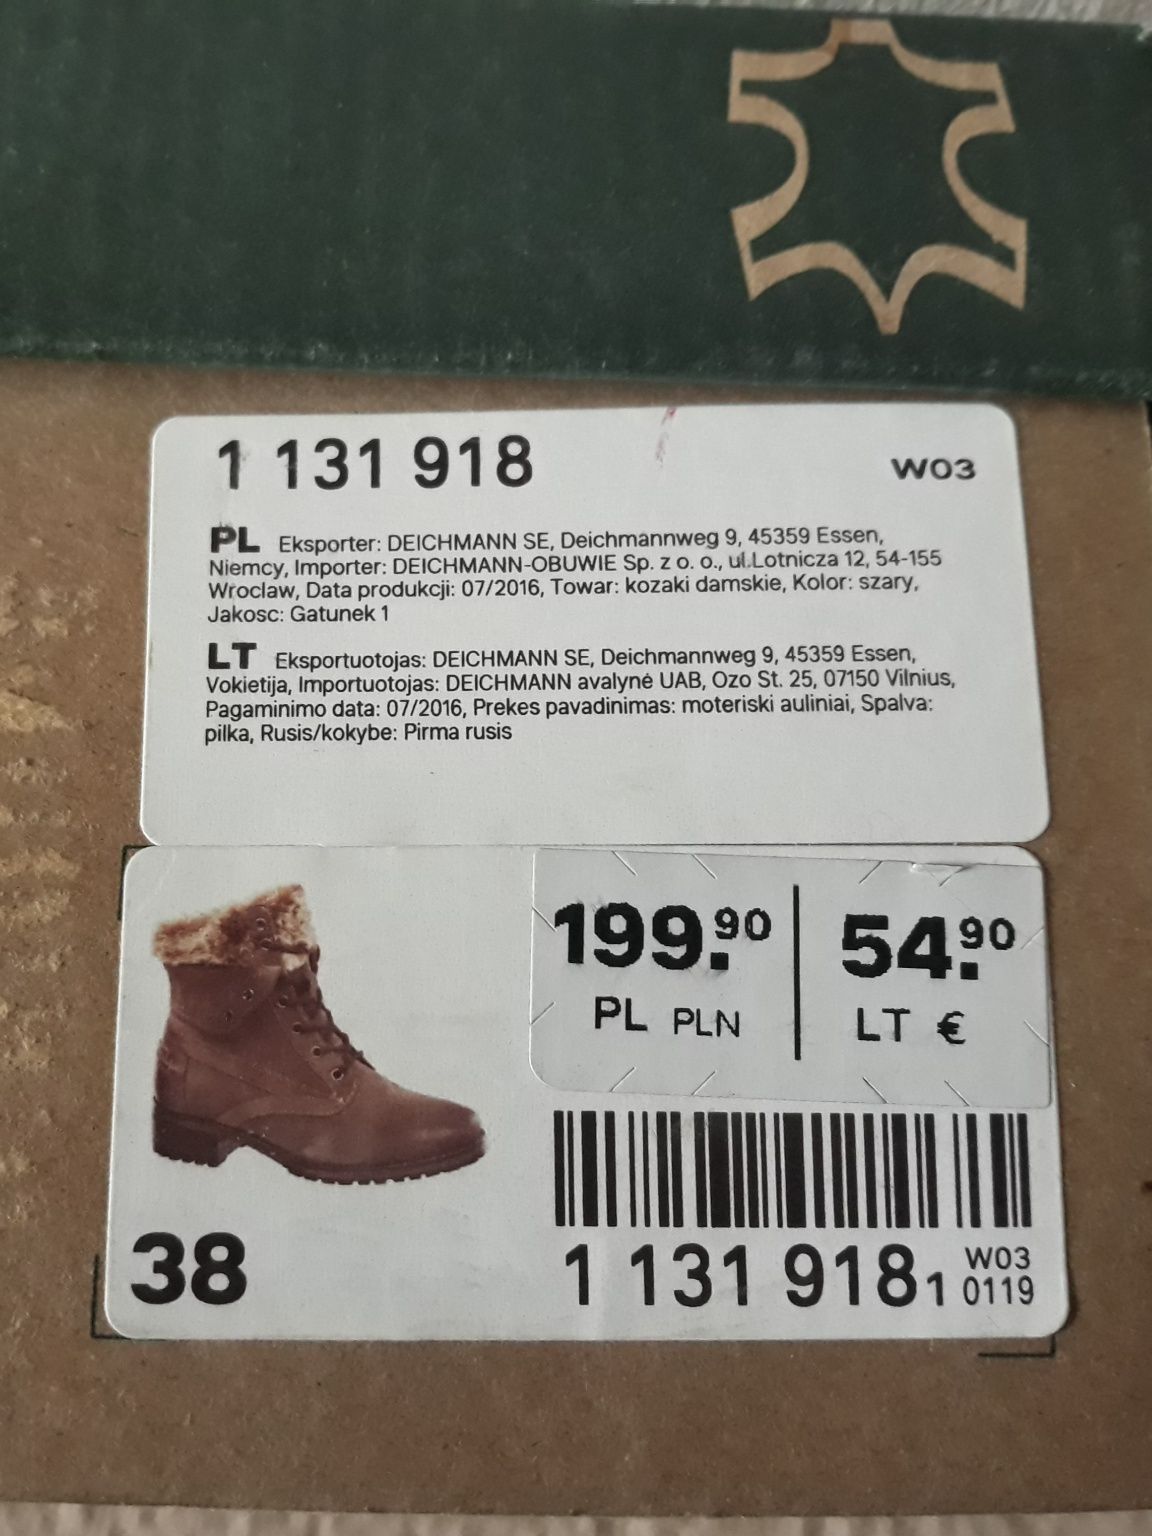 1 131 918 W03
PL Eksporter: DEICHMANN SE, Deichmannweg 9, 45359 Essen,
Niemcy, Importer: DEICHMANN-OBUWIE Sp. z o. o., ul.Lotnicza 12, 54-155
Wroclaw, Data produkcji: 07/2016, Towar: kozaki damskie, Kolor: szary,
Jakosc: Gatunek 1
LT Eksportuotojas: DEICHMANN SE, Deichmannweg 9, 45359 Essen,
Vokietija, Importuotojas: DEICHMANN avalynė UAB, Ozo St. 25, 07150 Vilnius,
Pagaminimo data: 07/2016, Prekes pavadinimas: moteriski auliniai, Spalva:
pilka, Rusis/kokybe: Pirma rusis
199.90 54.90
PL PLN LT €
38
1 131 918 1 W03
0119